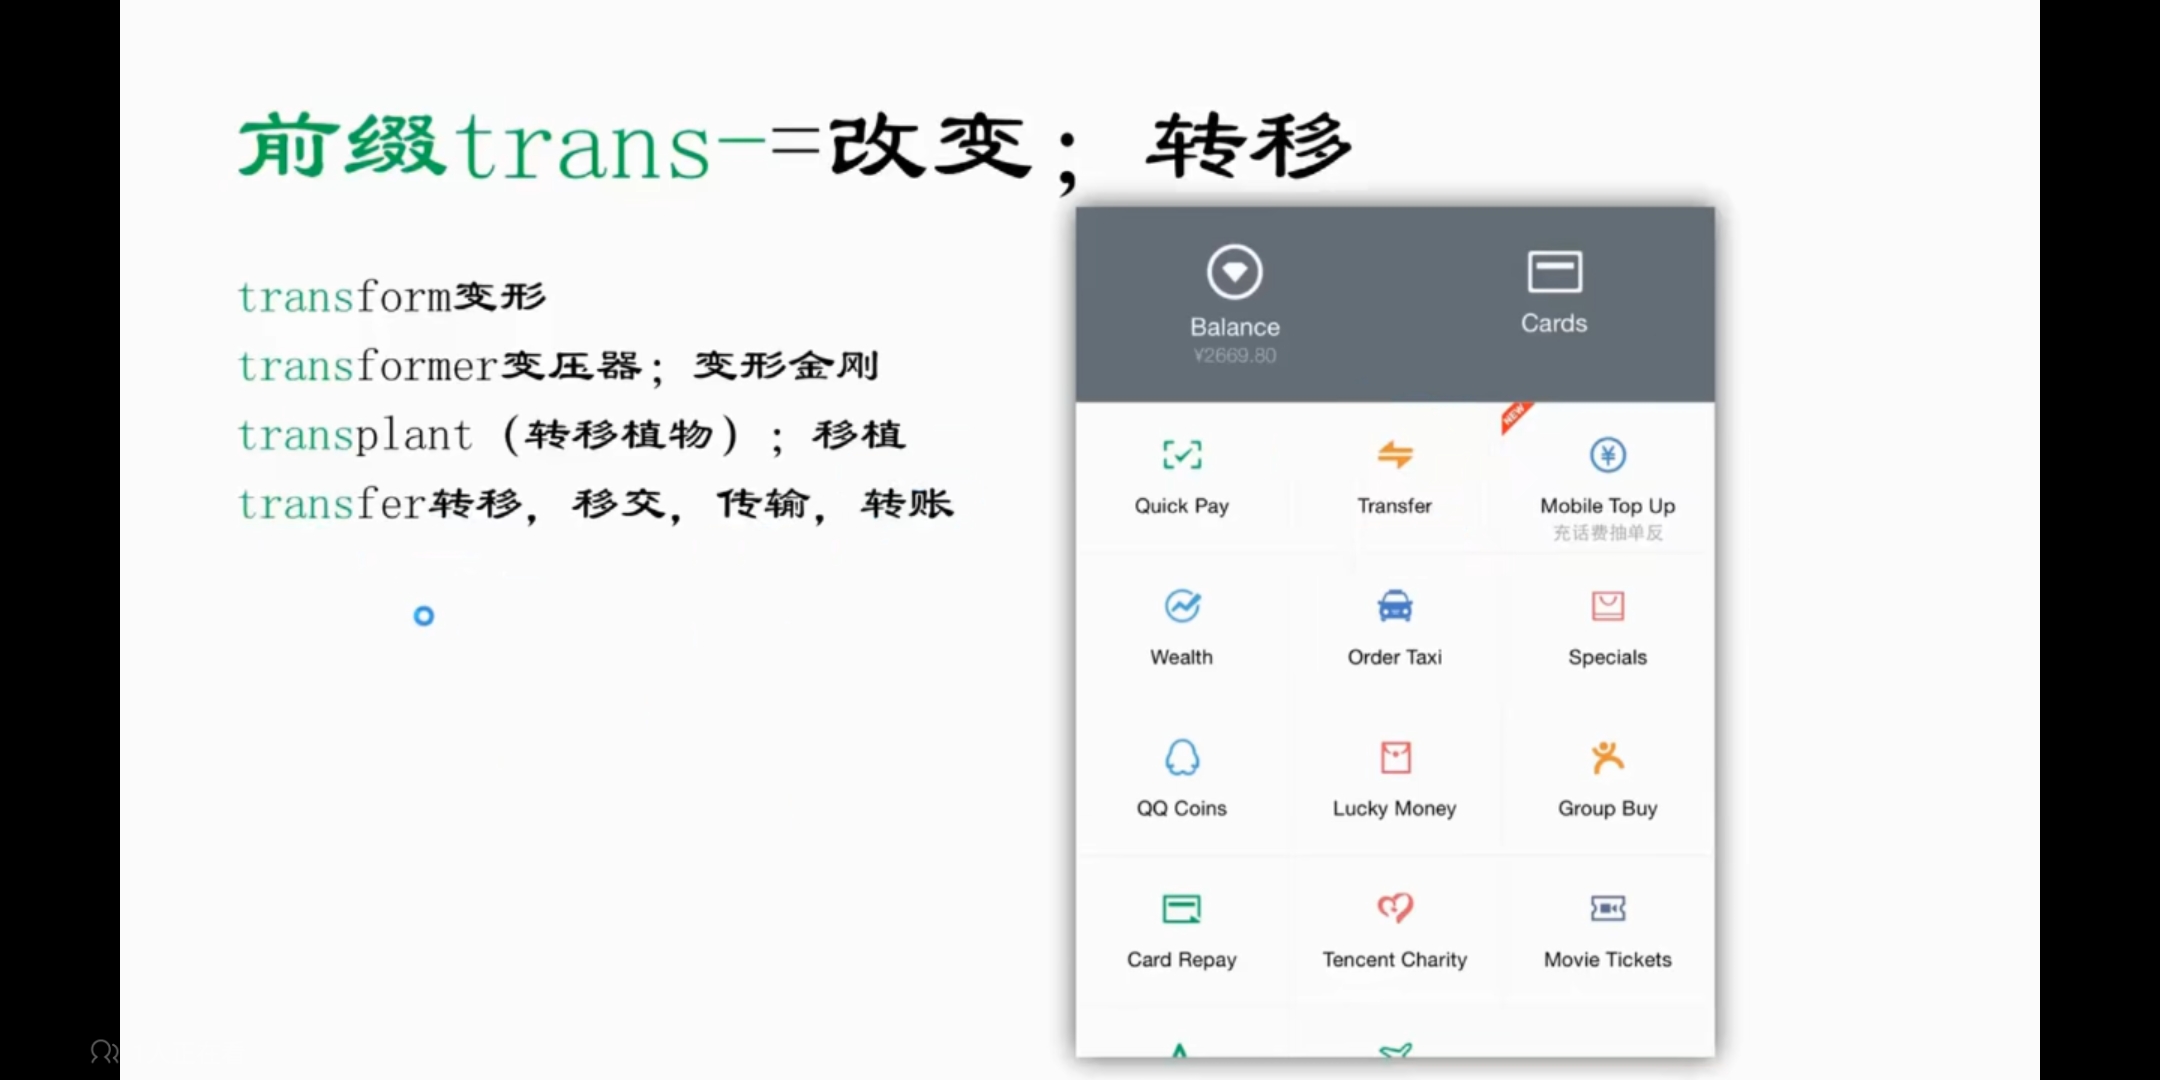 前缀trans-=改变；转移
transform变形
transformer变压器；变形金刚
transplant（转移植物）；移植
transfer转移，移交，传输，转账
Balance
Cards
¥2669.80
NEW
Quick Pay
Transfer
Mobile Top Up
充话费抽单反
Wealth
Order Taxi
Specials
QQ Coins
Lucky Money
Group Buy
Card Repay
Tencent Charity
Movie Tickets